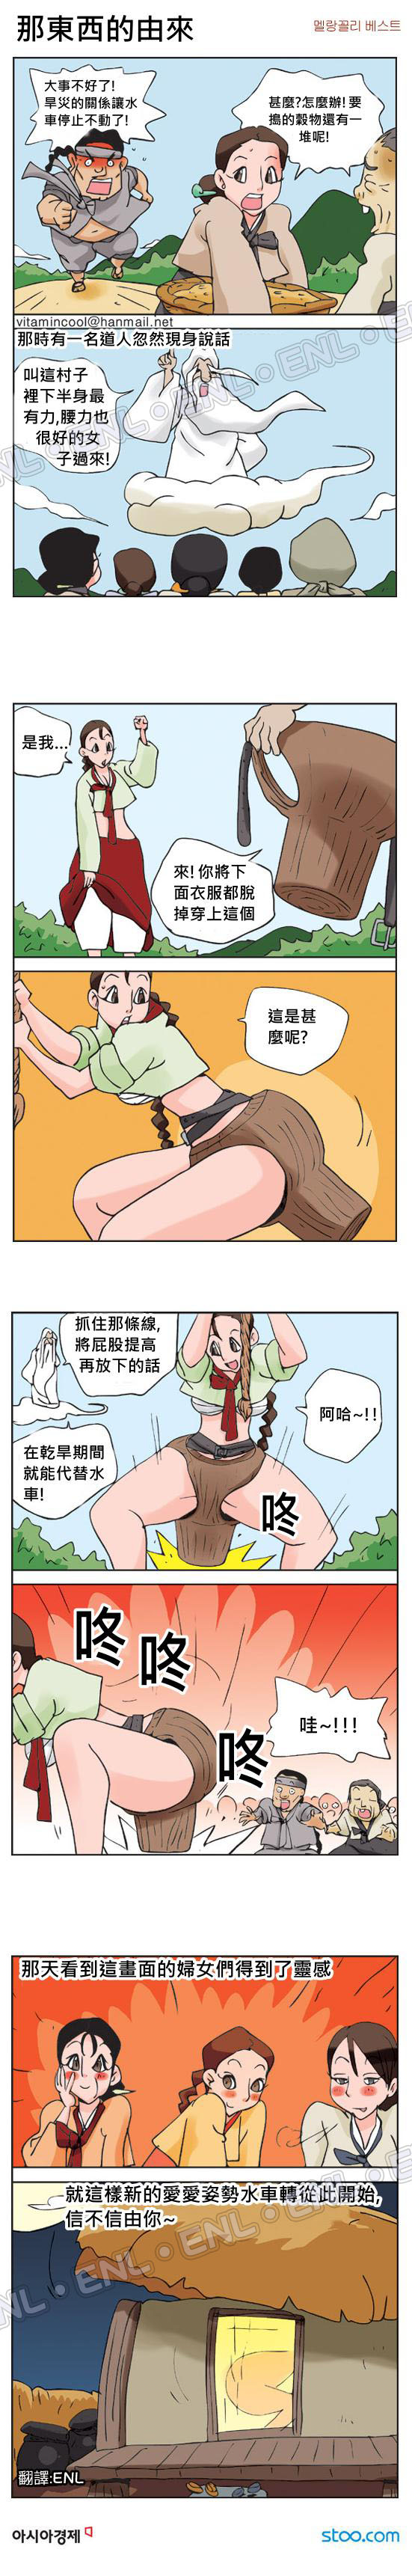 那東西的由來
멜랑꼴리 베스트
大事不好了!
旱災的關係讓水
車停止不動了!
甚麼?怎麼辦!要
搗的穀物還有一
堆呢!
vitamincool@hanmail.net
那時有一名道人忽然現身說話
叫這村子
裡下半身最
有力,腰力也
很好的女
子過來!
ENL • ENL • ENL • ENL
是我...
來!你將下
面衣服都脫
掉穿上這個
這是甚
麼呢?
抓住那條線,
將屁股提高
再放下的話
阿哈~!!
在乾旱期間
就能代替水
車!
咚
咚
咚
咚
哇~!!!
那天看到這畫面的婦女們得到了靈感
就這樣新的愛愛姿勢水車轉從此開始,
信不信由你~
ENL • ENL • ENL • ENL
翻譯:ENL
아시아경제
stoo.com